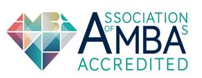 ASSOCIATION
OF AMBAs
ACCREDITED